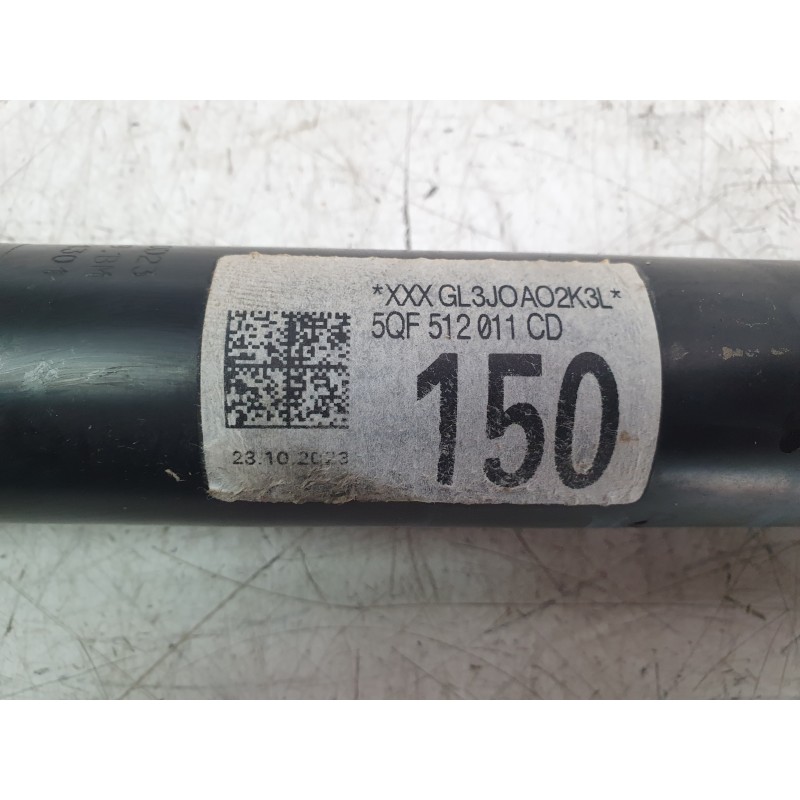 *XXX GL3JOAO2K3L*
5QF 512 011 CD
150
23.10.2023